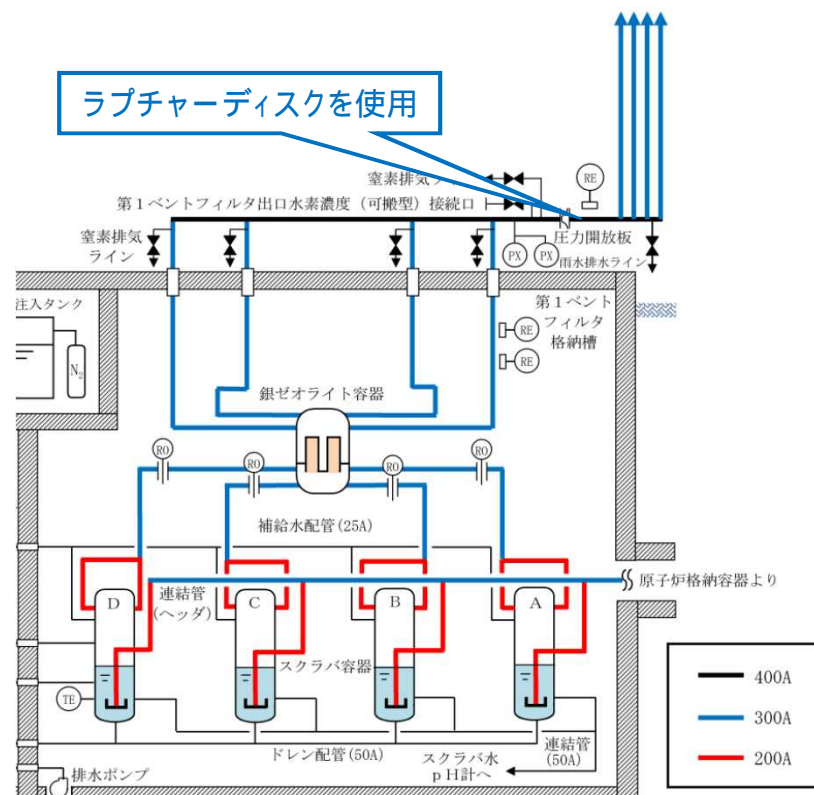 ラプチャーディスクを使用
窒素排気ラ
RE
第1ベントフィルタ出口水素濃度（可搬型）接続口
窒素排気
ライン
圧力開放板
PX
PX
雨水排水ライン
注入タンク
N₂
第1ベント
フィルタ
格納槽
RE
RE
銀ゼオライト容器
RO
RO
RO
RO
補給水配管(25A)
原子炉格納容器より
D
連結管
(ヘッダ)
C
B
A
スクラバ容器
TE
400A
300A
200A
ドレン配管(50A)
スクラバ水
pH計へ
連結管
(50A)
排水ポンプ